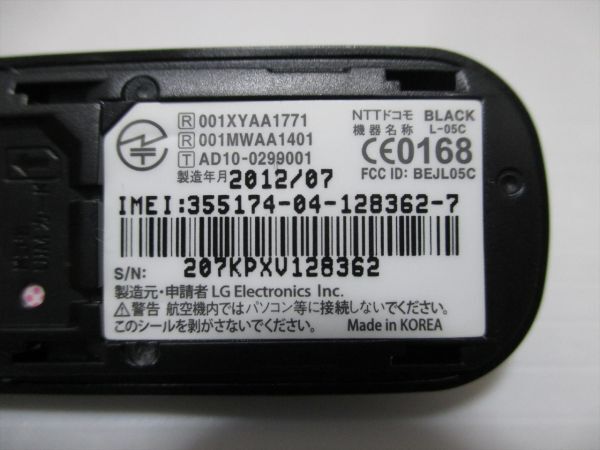 R 001XYAA1771
R 001MWAA1401
T AD10-0299001
NTTドコモ BLACK
機器名称 L-05C
CE0168
FCC ID: BEJL05C
製造年月 2012/07
IMEI:355174-04-128362-7
S/N: 207KPXV128362
製造元・申請者 LG Electronics Inc.
⚠警告 航空機内ではパソコン等に接続しないでください。
このシールを剥がさないでください。 Made in KOREA